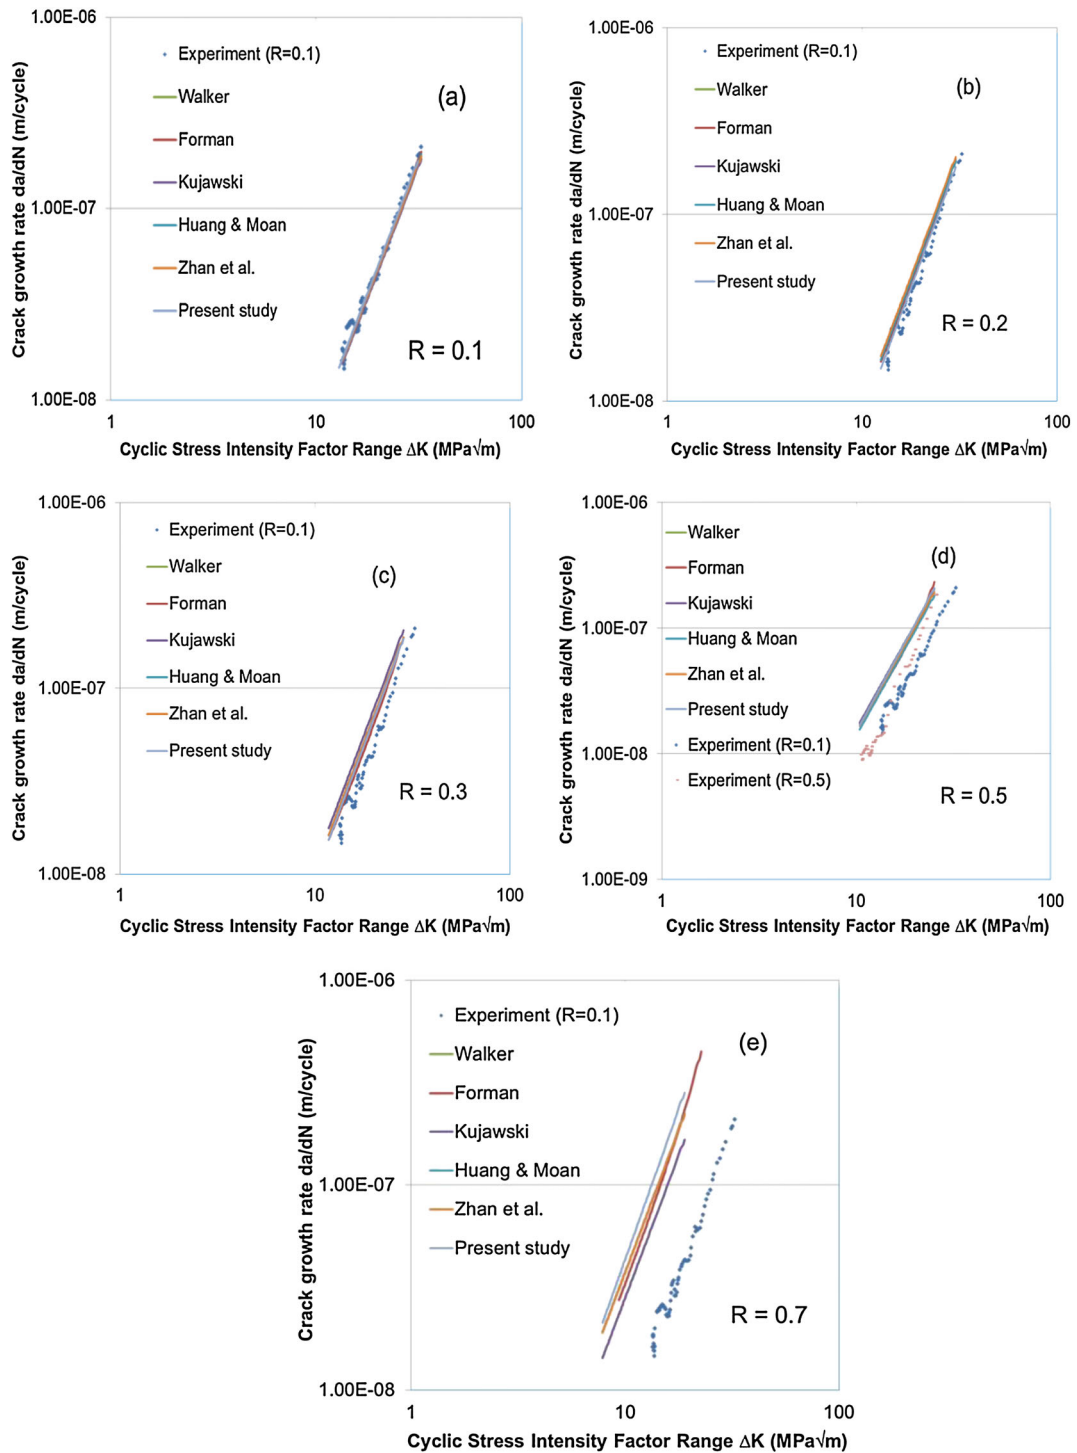 1.00E-06
Experiment (R=0.1)
Walker
(a)
Forman
Kujawski
1.00E-07
Huang & Moan
Zhan et al.
Present study
R = 0.1
1.00E-08
1
10
100
Crack growth rate da/dN (m/cycle)
Cyclic Stress Intensity Factor Range ΔK (MPa√m)
1.00E-06
Experiment (R=0.1)
Walker
(b)
Forman
Kujawski
1.00E-07
Huang & Moan
Zhan et al.
Present study
R = 0.2
1.00E-08
1
10
100
Crack growth rate da/dN (m/cycle)
Cyclic Stress Intensity Factor Range ΔK (MPa√m)
1.00E-06
Experiment (R=0.1)
Walker
(c)
Forman
Kujawski
Huang & Moan
1.00E-07
Zhan et al.
Present study
R = 0.3
1.00E-08
1
10
100
Crack growth rate da/dN (m/cycle)
Cyclic Stress Intensity Factor Range ΔK (MPa√m)
1.00E-06
Walker
(d)
Forman
Kujawski
1.00E-07
Huang & Moan
Zhan et al.
Present study
Experiment (R=0.1)
1.00E-08
Experiment (R=0.5)
R = 0.5
1.00E-09
1
10
100
Crack growth rate da/dN (m/cycle)
Cyclic Stress Intensity Factor Range ΔK (MPa√m)
1.00E-06
Experiment (R=0.1)
(e)
Walker
Forman
Kujawski
Huang & Moan
1.00E-07
Zhan et al.
Present study
R = 0.7
1.00E-08
1
10
100
Crack growth rate da/dN (m/cycle)
Cyclic Stress Intensity Factor Range ΔK (MPa√m)